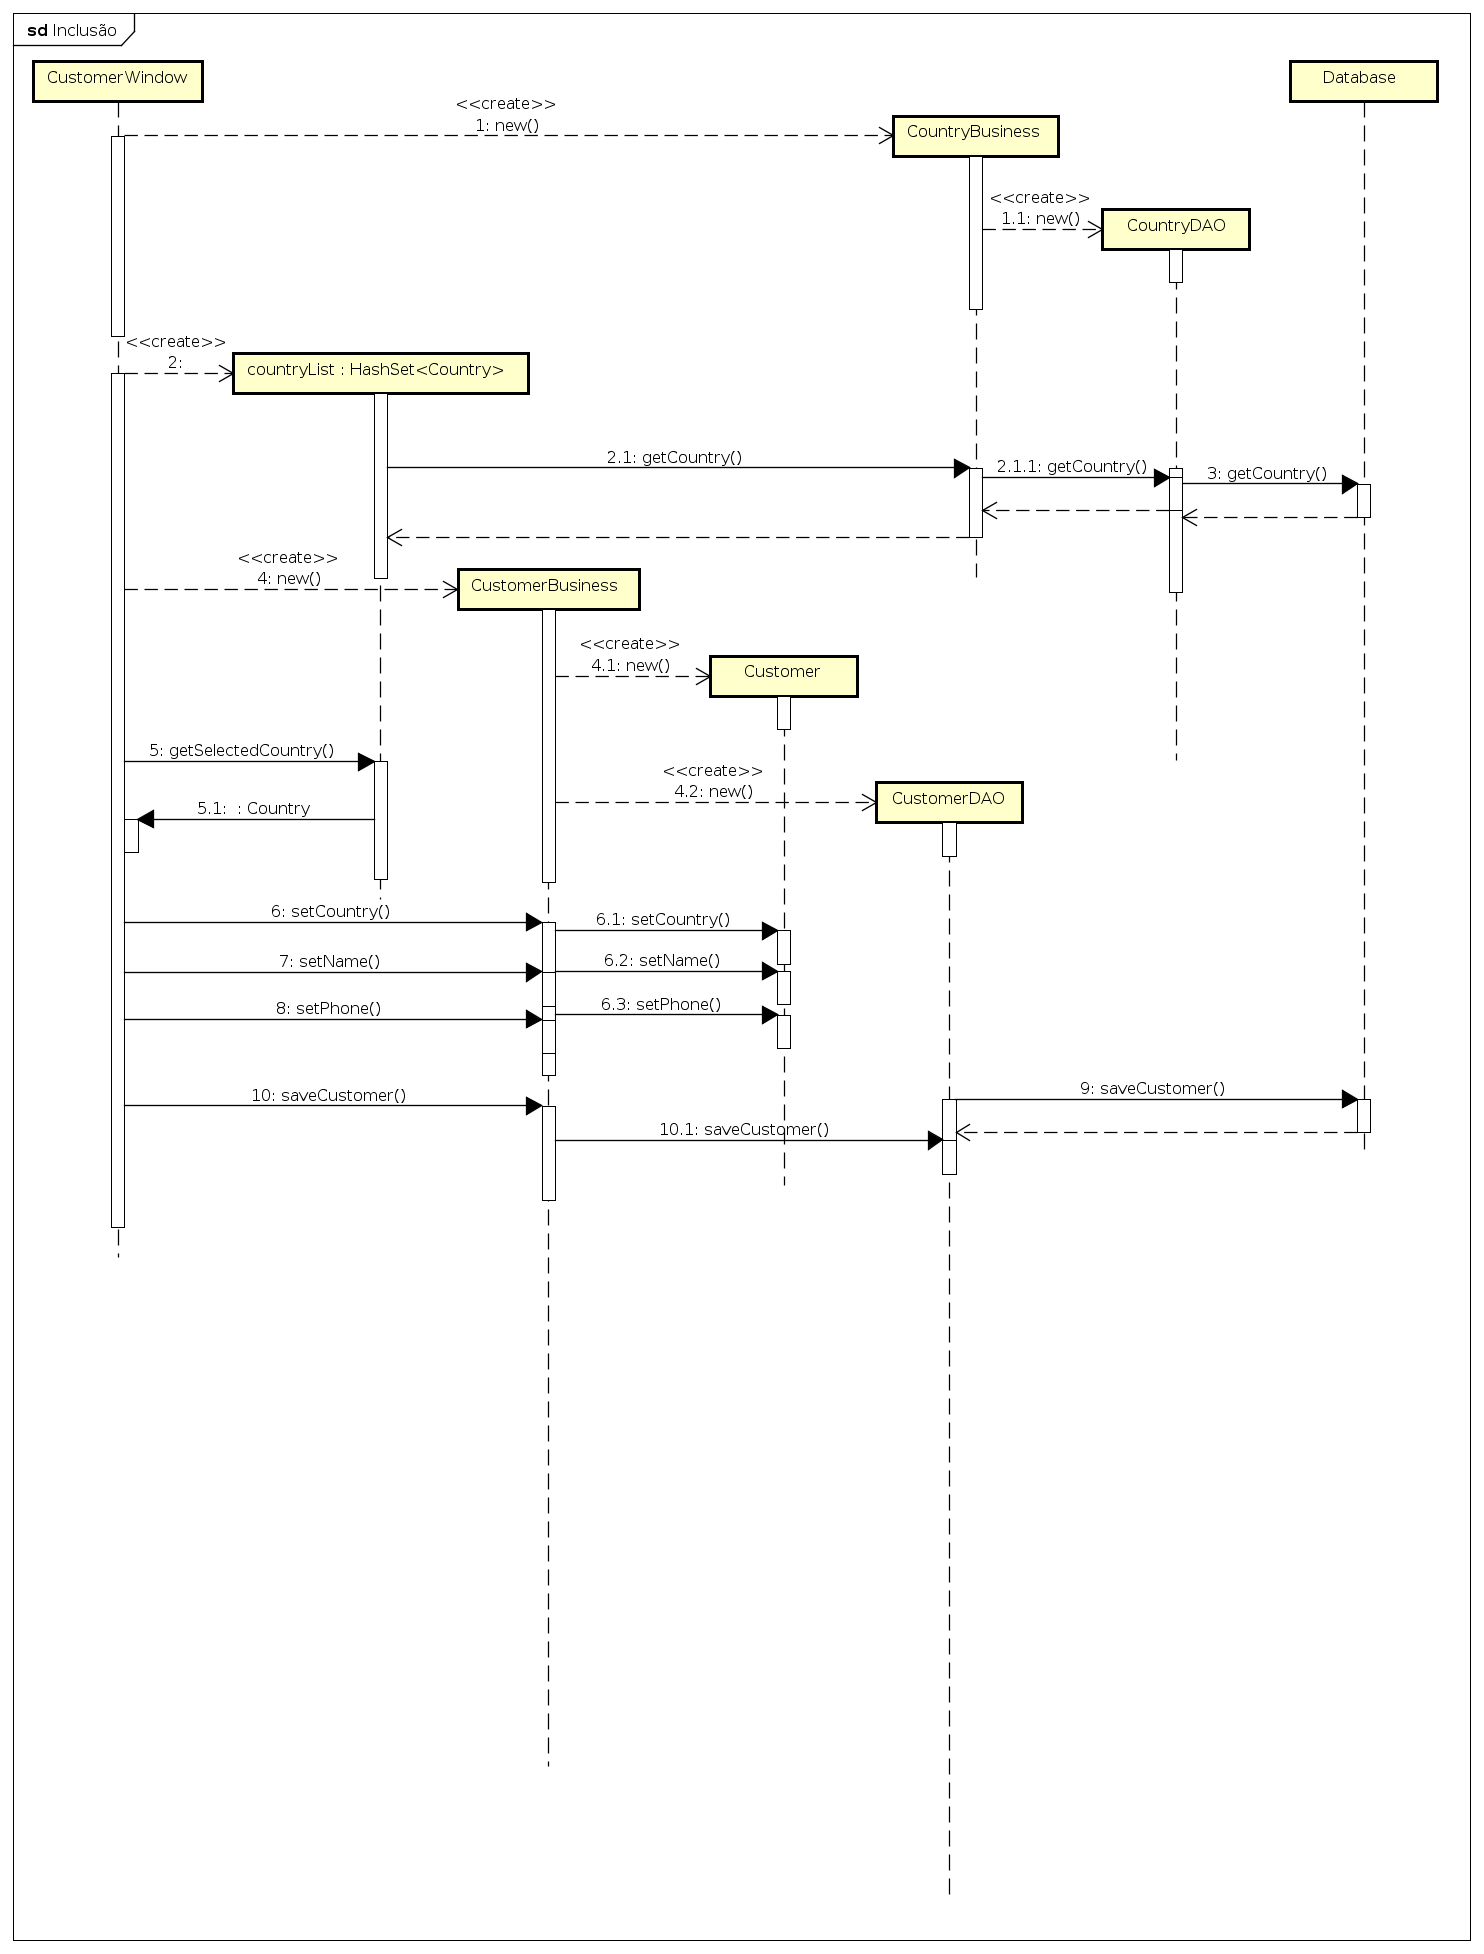 sd Inclusão
CustomerWindow
Database
<<create>>
1: new()
CountryBusiness
<<create>>
1.1: new()
CountryDAO
<<create>>
2:
countryList : HashSet<Country>
2.1: getCountry()
2.1.1: getCountry()
3: getCountry()
<<create>>
4: new()
CustomerBusiness
<<create>>
4.1: new()
Customer
5: getSelectedCountry()
<<create>>
4.2: new()
CustomerDAO
5.1:  : Country
6: setCountry()
6.1: setCountry()
7: setName()
6.2: setName()
8: setPhone()
6.3: setPhone()
10: saveCustomer()
9: saveCustomer()
10.1: saveCustomer()